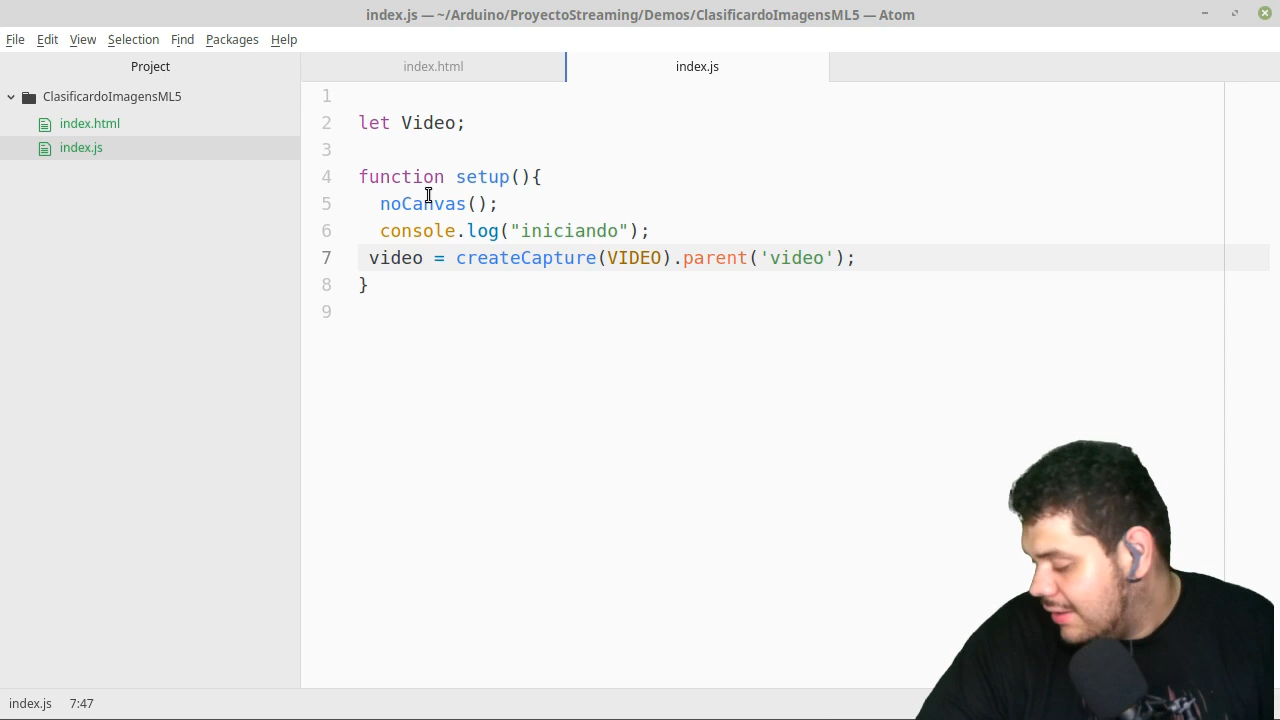 index.js — ~/Arduino/ProyectoStreaming/Demos/ClasificardoImagensML5 — Atom
File Edit View Selection Find Packages Help
Project
index.html
index.js
ClasificardoImagensML5
index.html
index.js
1
2 let Video;
3
4 function setup(){
5 noCanvas();
6 console.log("iniciando");
7 video = createCapture(VIDEO).parent('video');
8 }
9
index.js 7:47